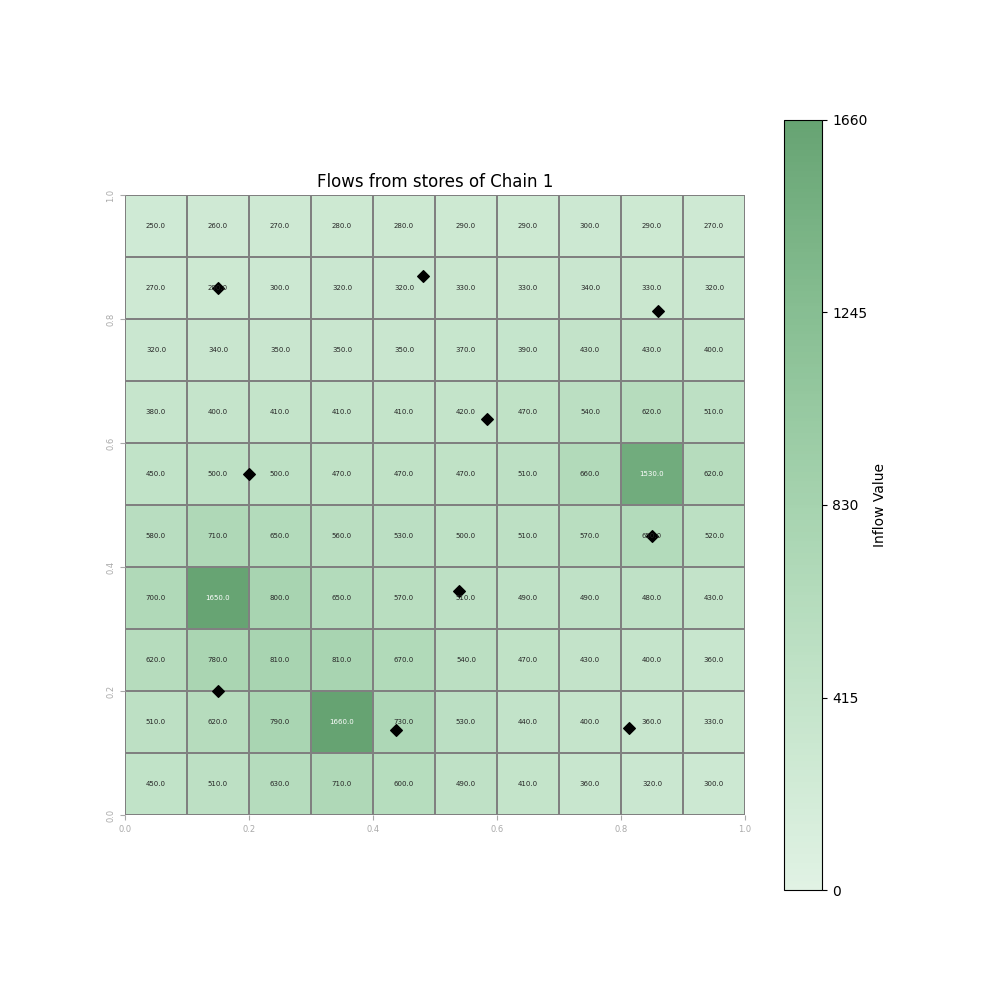 Flows from stores of Chain 1
1660
1.0
250.0 260.0 270.0 280.0 280.0 290.0 290.0 300.0 290.0 270.0
270.0 300.0 320.0 320.0 330.0 330.0 340.0 330.0 320.0
1245
0.8
320.0 340.0 350.0 350.0 350.0 370.0 390.0 430.0 430.0 400.0
380.0 400.0 410.0 410.0 410.0 420.0 470.0 540.0 620.0 510.0
0.6
450.0 500.0 500.0 470.0 470.0 470.0 510.0 660.0 1530.0 620.0
830
Inflow Value
580.0 710.0 650.0 560.0 530.0 500.0 510.0 570.0 520.0
0.4
700.0 1650.0 800.0 650.0 570.0 510.0 490.0 490.0 480.0 430.0
620.0 780.0 810.0 810.0 670.0 540.0 470.0 430.0 400.0 360.0
0.2
415
510.0 620.0 790.0 1660.0 730.0 530.0 440.0 400.0 360.0 330.0
450.0 510.0 630.0 710.0 600.0 490.0 410.0 360.0 320.0 300.0
0.0
0.0 0.2 0.4 0.6 0.8 1.0
0